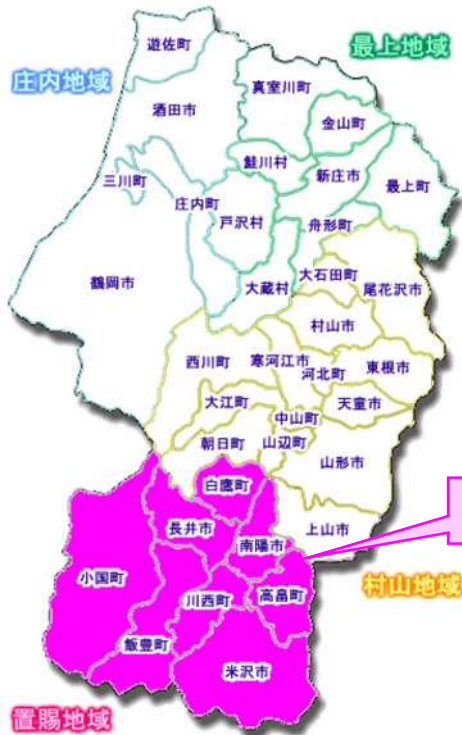 遊佐町
最上地域
庄内地域
真室川町
酒田市
金山町
鮭川村
新庄市
三川町
最上町
庄内町
戸沢村
舟形町
大石田町
鶴岡市
大蔵村
尾花沢市
村山市
西川町
寒河江市
東根市
河北町
大江町
天童市
中山町
朝日町
山辺町
山形市
白鷹町
長井市
上山市
南陽市
小国町
村山地域
川西町
高畠町
飯豊町
米沢市
置賜地域